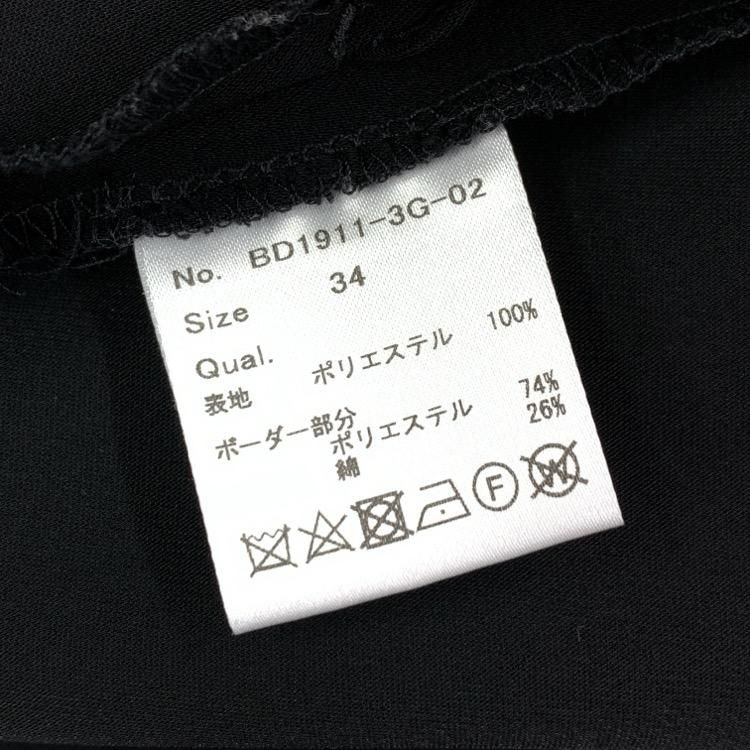 No. BD1911-3G-02
Size 34
Qual.
表地 ポリエステル 100%
ボーダー部分
ポリエステル 74%
綿 26%
F
W